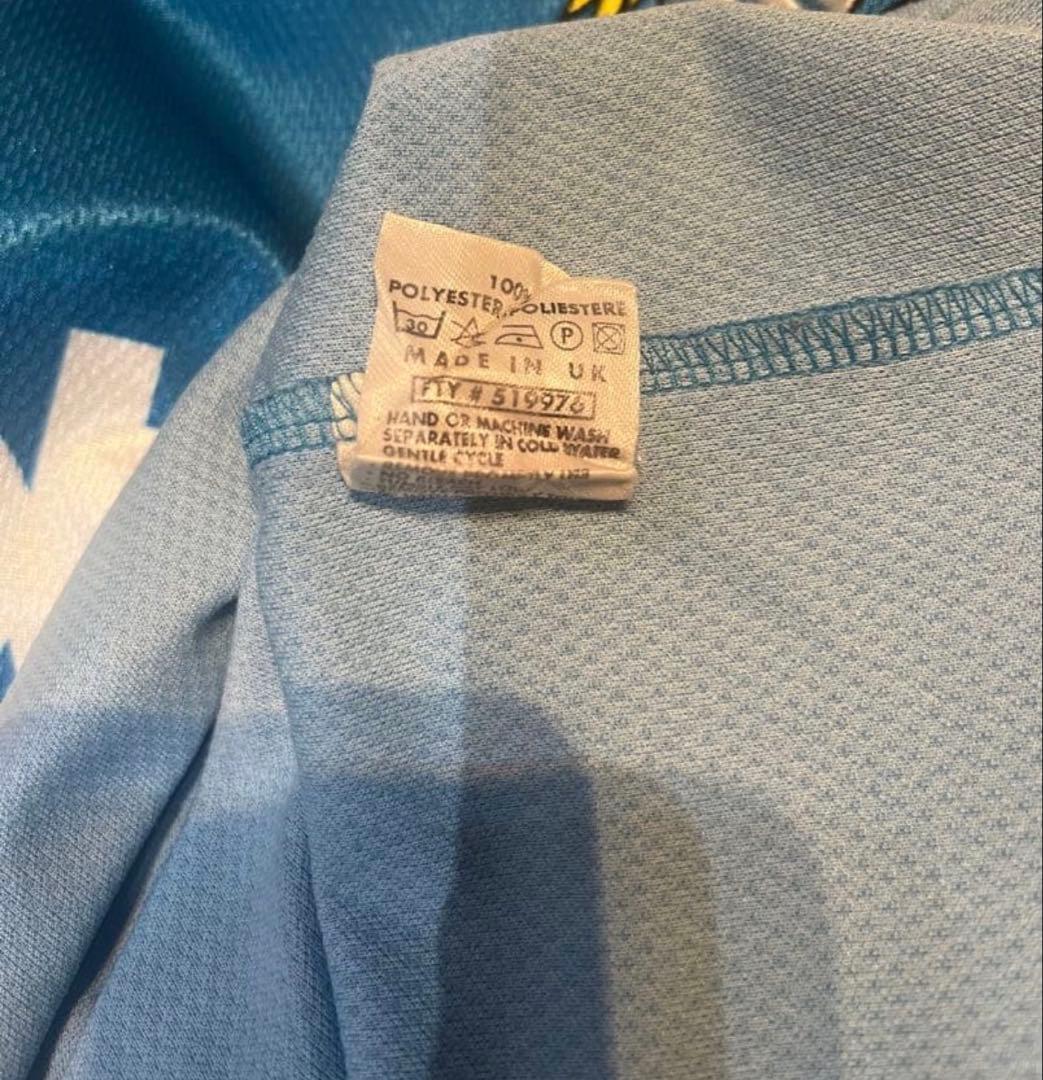 100%
POLYESTER, POLIESTERE
30 P
MADE IN UK
FTY # 519976
HAND OR MACHINE WASH
SEPARATELY IN COLD WATER
GENTLE CYCLE